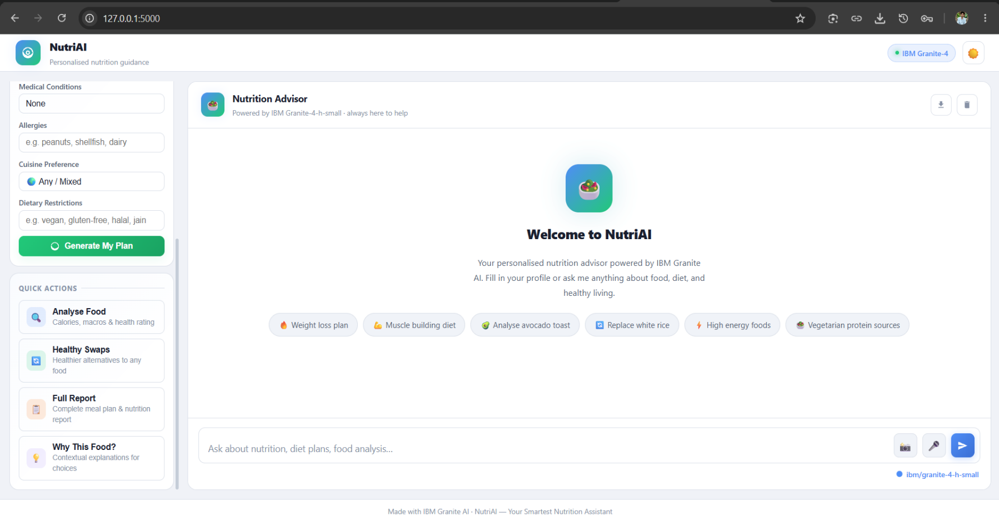 127.0.0.1:5000
NutriAI
Personalised nutrition guidance
IBM Granite-4
Medical Conditions
None
Allergies
e.g. peanuts, shellfish, dairy
Cuisine Preference
Any / Mixed
Dietary Restrictions
e.g. vegan, gluten-free, halal, jain
Generate My Plan
QUICK ACTIONS
Analyse Food
Calories, macros & health rating
Healthy Swaps
Healthier alternatives to any
food
Full Report
Complete meal plan & nutrition
report
Why This Food?
Contextual explanations for
choices
Nutrition Advisor
Powered by IBM Granite-4-h-small · always here to help
Welcome to NutriAI
Your personalised nutrition advisor powered by IBM Granite
AI. Fill in your profile or ask me anything about food, diet, and
healthy living.
Weight loss plan
Muscle building diet
Analyse avocado toast
Replace white rice
High energy foods
Vegetarian protein sources
Ask about nutrition, diet plans, food analysis...
ibm/granite-4-h-small
Made with IBM Granite AI · NutriAI — Your Smartest Nutrition Assistant